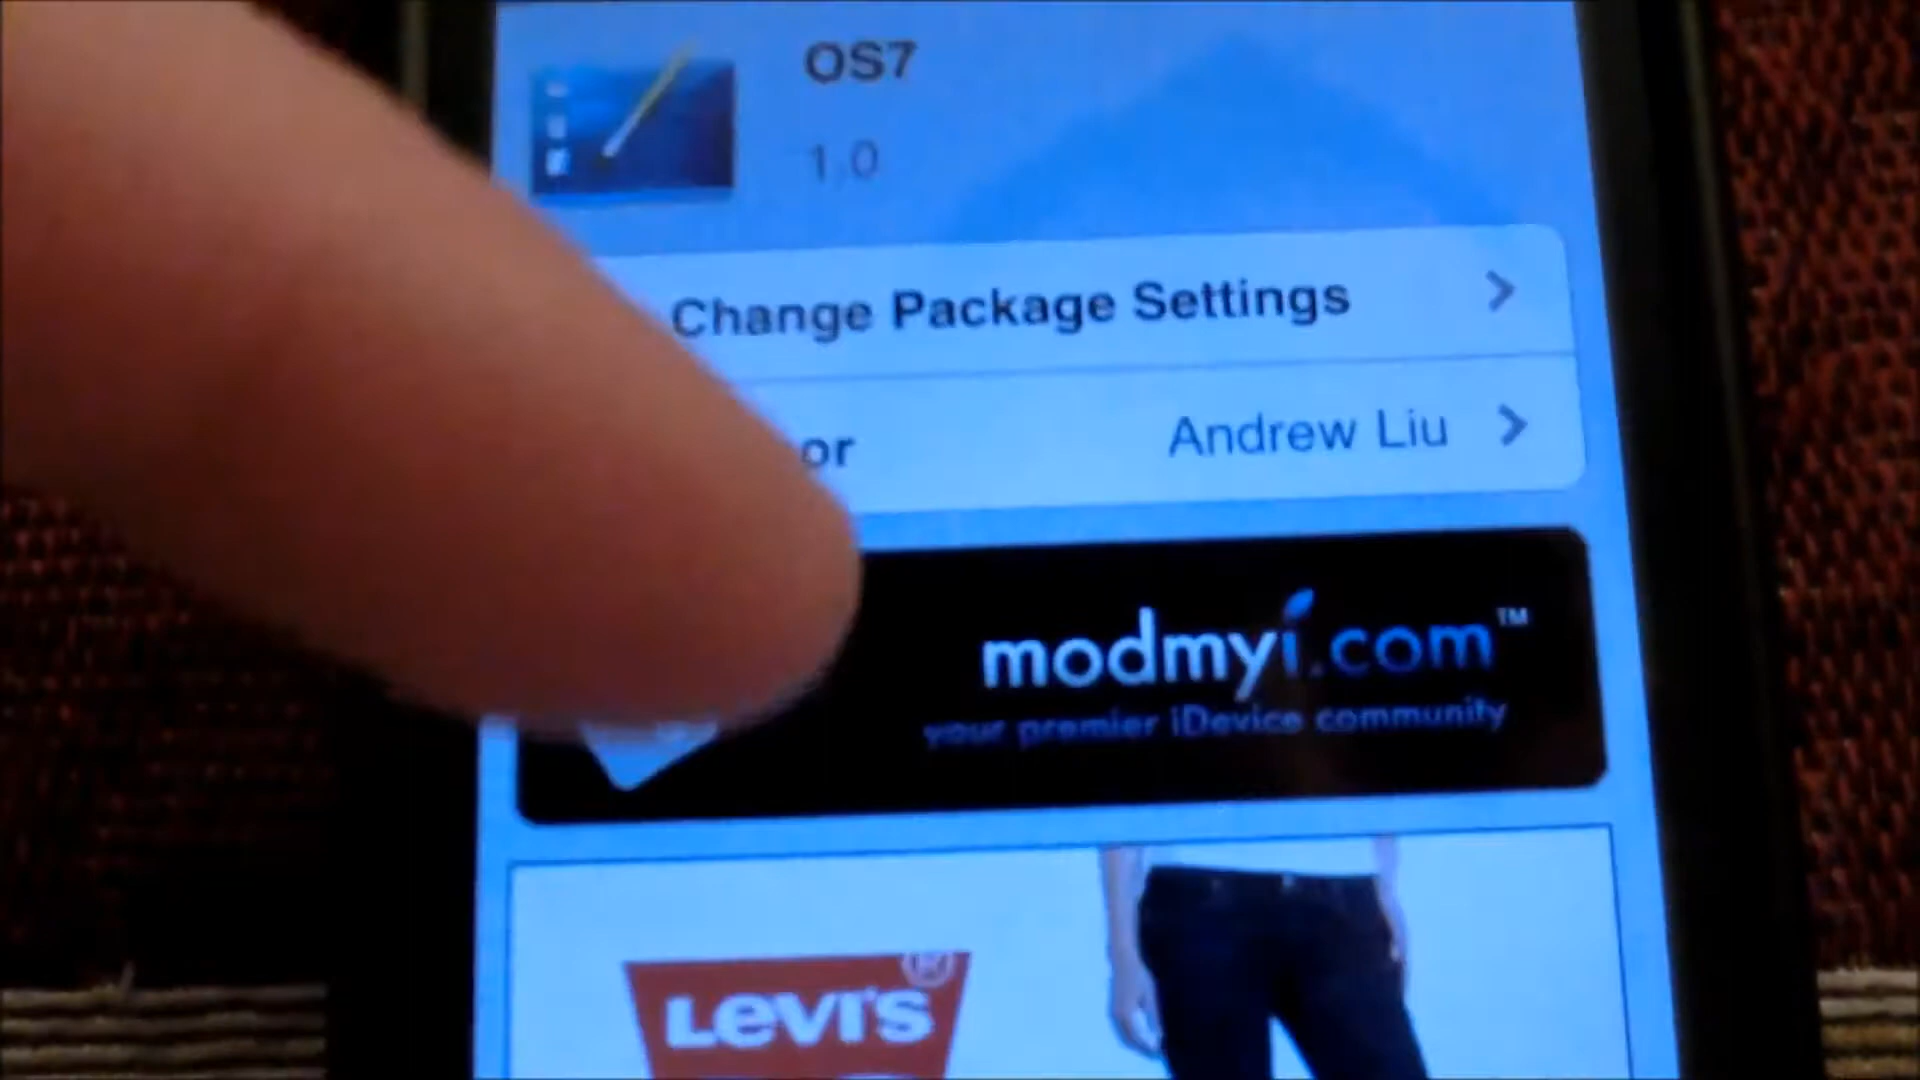 OS7
1.0
Change Package Settings
or Andrew Liu
modmyi.com™
your premier iDevice community
LEVI'S®